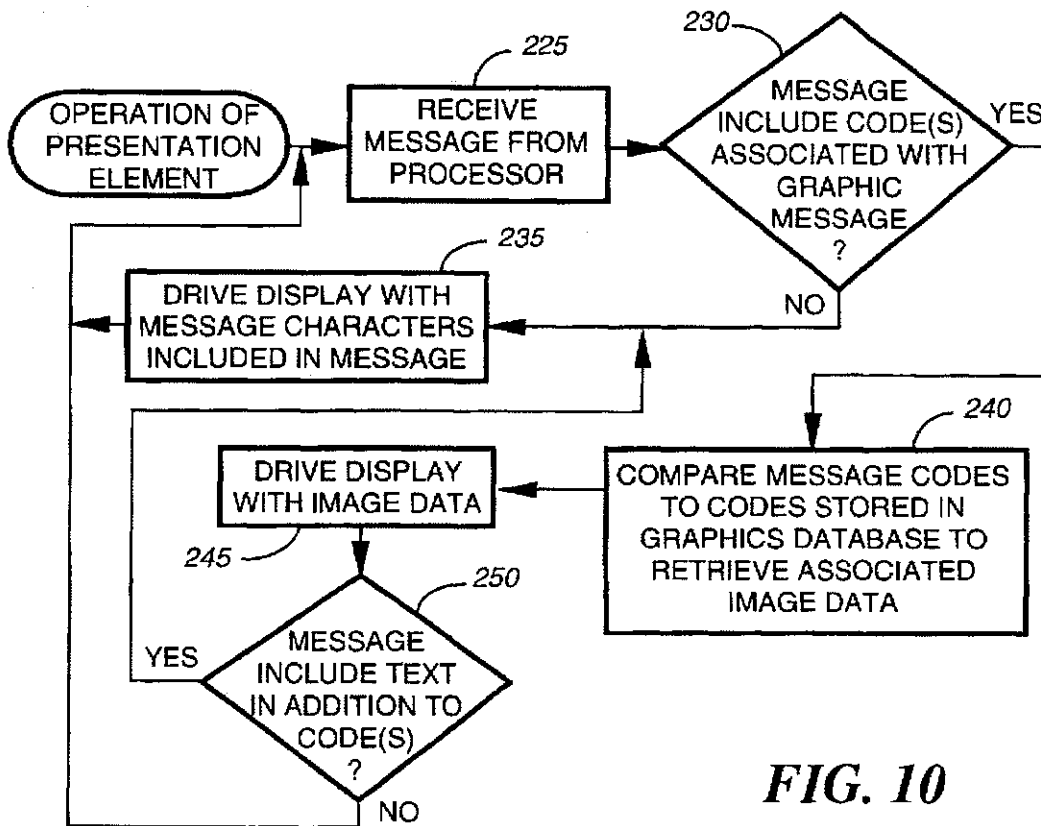 OPERATION OF
PRESENTATION
ELEMENT
225
RECEIVE
MESSAGE FROM
PROCESSOR
230
MESSAGE
INCLUDE CODE(S)
ASSOCIATED WITH
GRAPHIC
MESSAGE
?
YES
NO
235
DRIVE DISPLAY WITH
MESSAGE CHARACTERS
INCLUDED IN MESSAGE
240
COMPARE MESSAGE CODES
TO CODES STORED IN
GRAPHICS DATABASE TO
RETRIEVE ASSOCIATED
IMAGE DATA
DRIVE DISPLAY
WITH IMAGE DATA
245
250
MESSAGE
INCLUDE TEXT
IN ADDITION TO
CODE(S)
?
YES
NO
FIG. 10